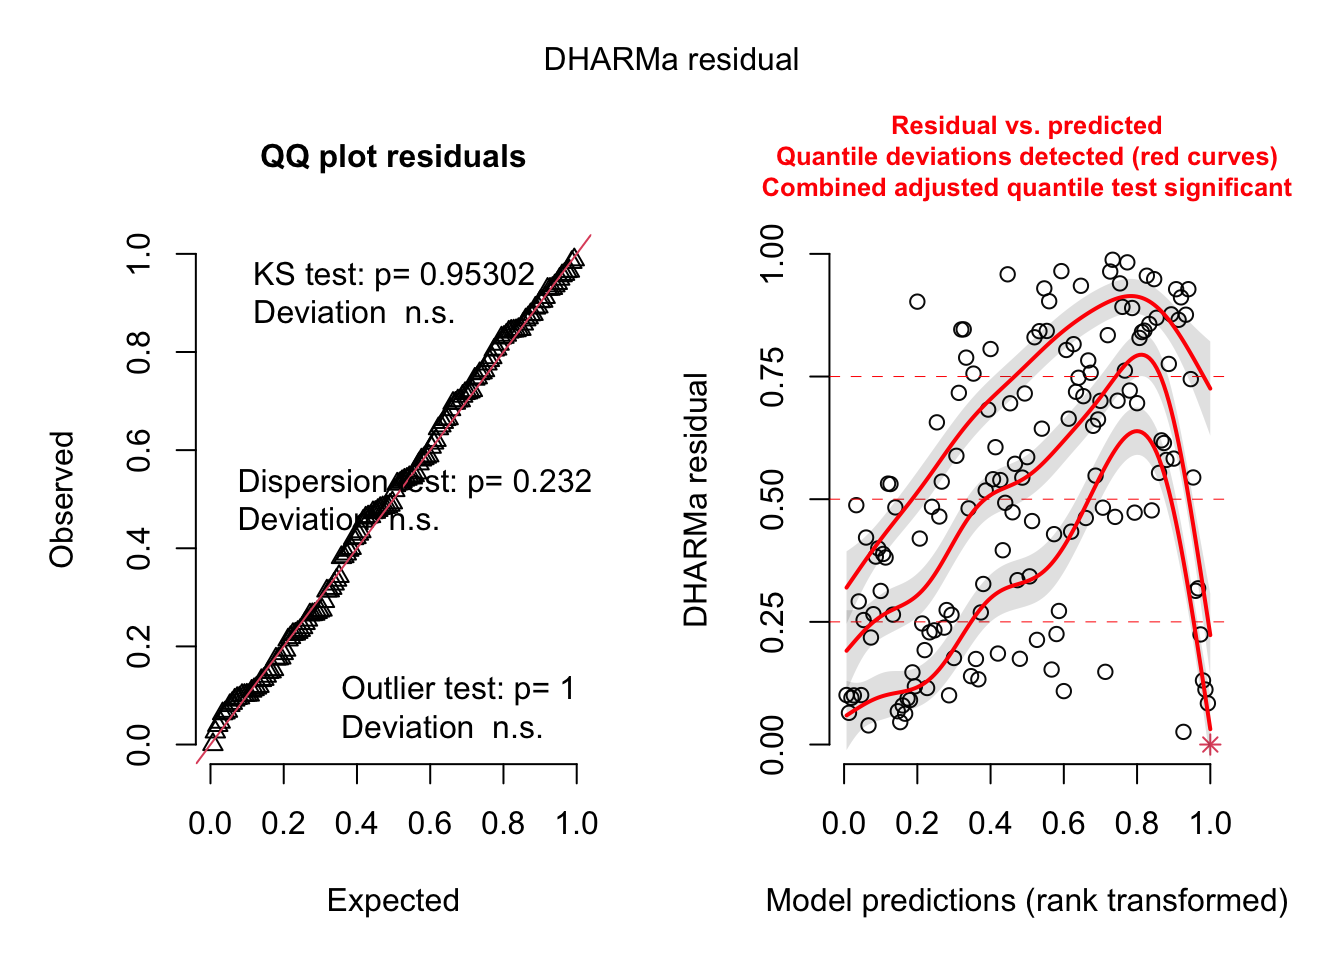 DHARMa residual
QQ plot residuals
KS test: p= 0.95302
Deviation  n.s.
Dispersion test: p= 0.232
Deviation  n.s.
Outlier test: p= 1
Deviation  n.s.
Observed
0.0 0.2 0.4 0.6 0.8 1.0
0.0 0.2 0.4 0.6 0.8 1.0
Expected
Residual vs. predicted
Quantile deviations detected (red curves)
Combined adjusted quantile test significant
DHARMa residual
0.00 0.25 0.50 0.75 1.00
0.0 0.2 0.4 0.6 0.8 1.0
Model predictions (rank transformed)